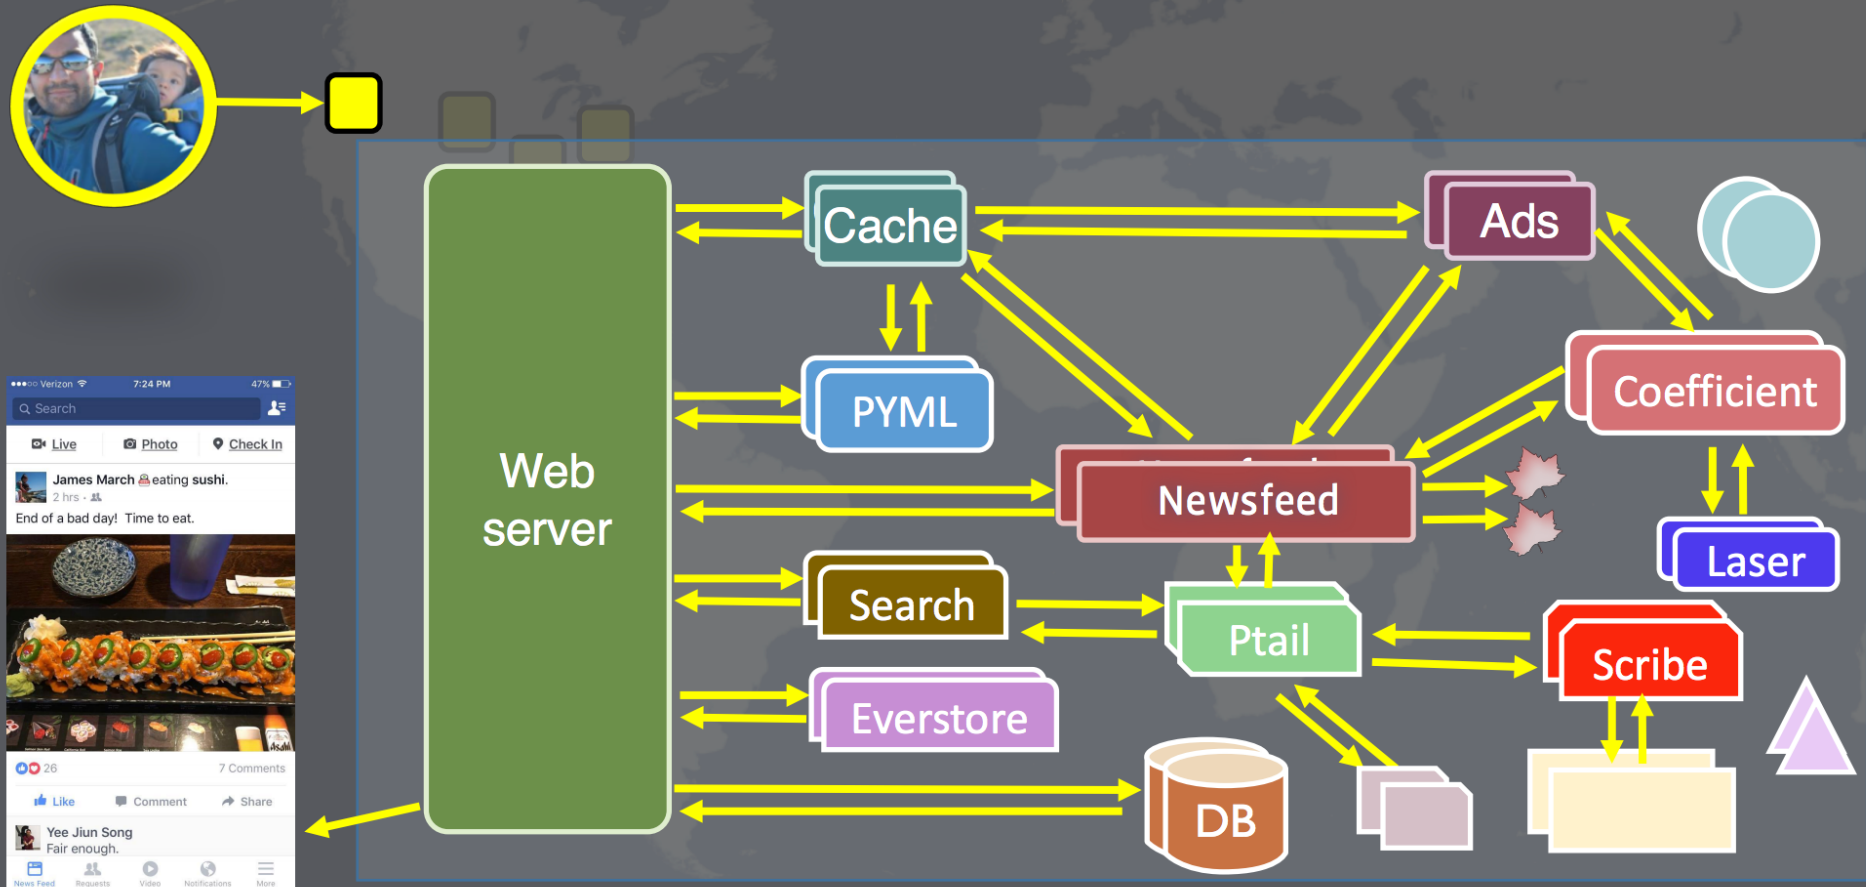 Web
server
Cache
Ads
PYML
Coefficient
Newsfeed
Laser
Search
Ptail
Scribe
Everstore
DB
Verizon 7:24 PM 47%
Search
Live Photo Check In
James March eating sushi.
2 hrs
End of a bad day! Time to eat.
26 7 Comments
Like Comment Share
Yee Jiun Song
Fair enough.
News Feed Requests Video Notifications More